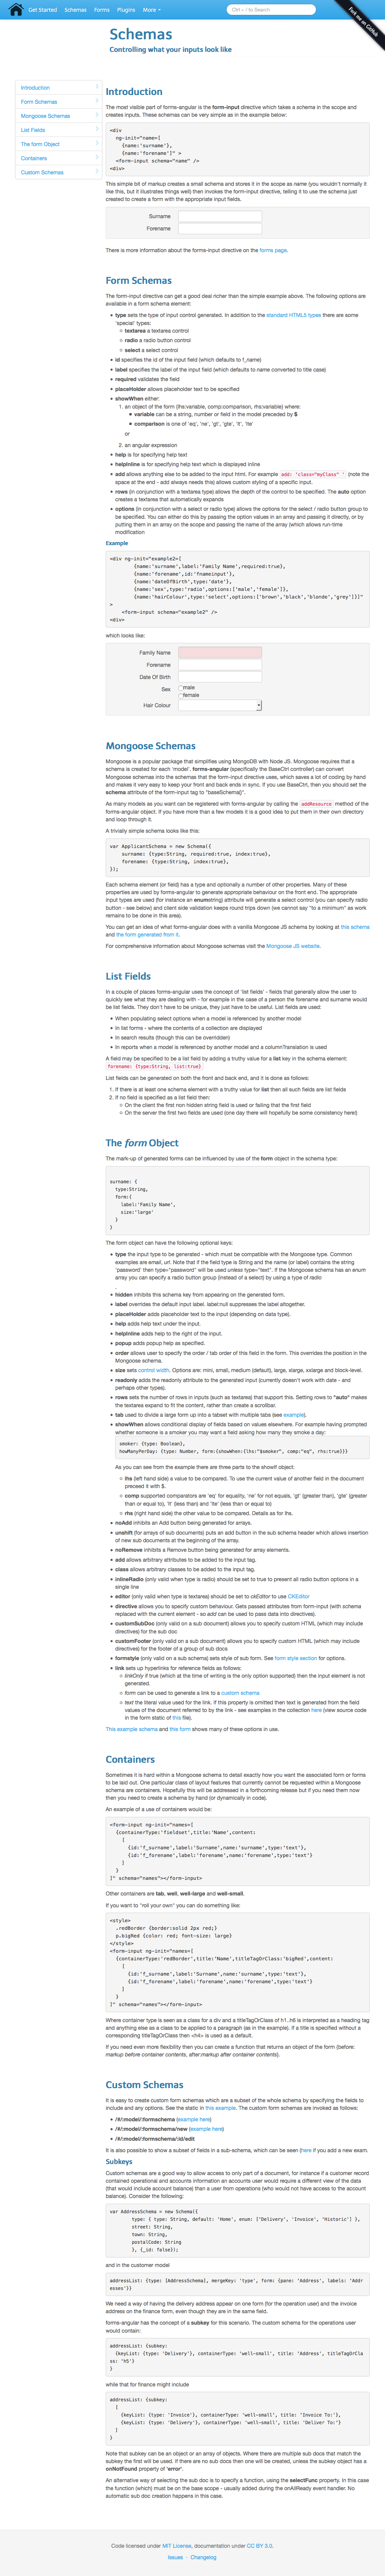 Get Started
Schemas
Forms
Plugins
More
Ctrl + / to Search
Fork me on GitHub
Schemas
Controlling what your inputs look like
Introduction
Form Schemas
Mongoose Schemas
List Fields
The form Object
Containers
Custom Schemas
Introduction
The most visible part of forms-angular is the form-input directive which takes a schema in the scope and
creates inputs. These schemas can be very simple as in the example below:
<div
ng-init="name=[
{name:'surname'},
{name:'forename'}" >
<form-input schema="name" />
<div>
This simple bit of markup creates a small schema and stores it in the scope as name (you wouldn't normally it
like this, but it illustrates things well) then invokes the form-input directive, telling it to use the schema just
created to create a form with the appropriate input fields.
Surname
Forename
There is more information about the forms-input directive on the forms page.
Form Schemas
The form-input directive can get a good deal richer than the simple example above. The following options are
available in a form schema element:
type sets the type of input control generated. In addition to the standard HTML5 types there are some
'special' types:
textarea a textarea control
radio a radio button control
select a select control
id specifies the id of the input field (which defaults to f_name)
label specifies the label of the input field (which defaults to name converted to title case)
required validates the field
placeHolder allows placeholder text to be specified
showWhen either:
1. an object of the form {lhs:variable, comp:comparison, rhs:variable} where:
variable can be a string, number or field in the model preceded by $
comparison is one of 'eq', 'ne', 'gt', 'gte', 'lt', 'lte'
or
2. an angular expression
help is for specifying help text
helpInline is for specifying help text which is displayed inline
add allows anything else to be added to the input html. For example add: 'class="myClass" ' (note the
space at the end - add always needs this) allows custom styling of a specific input.
rows (in conjunction with a textarea type) allows the depth of the control to be specified. The auto option
creates a textarea that automatically expands
options (in conjunction with a select or radio type) allows the options for the select / radio button group to
be specified. You can either do this by passing the option values in an array and passing it directly, or by
putting them in an array on the scope and passing the name of the array (which allows run-time
modification
Example
<div ng-init="example2=[
{name:'surname',label:'Family Name',required:true},
{name:'forename',id:'fnameinput'},
{name:'dateOfBirth',type:'date'},
{name:'sex',type:'radio',options:['male','female']},
{name:'hairColour',type:'select',options:['brown','black','blonde','grey']}]"
>
<form-input schema="example2" />
<div>
which looks like:
Family Name
Forename
Date Of Birth
Sex
male
female
Hair Colour
Mongoose Schemas
Mongoose is a popular package that simplifies using MongoDB with Node JS. Mongoose requires that a
schema is created for each 'model'. forms-angular (specifically the BaseCtrl controller) can convert
Mongoose schemas into the schemas that the form-input directive uses, which saves a lot of coding by hand
and makes it very easy to keep your front and back ends in sync. If you use BaseCtrl, then you should set the
schema attribute of the form-input tag to "baseSchema()".
As many models as you want can be registered with forms-angular by calling the addResource method of the
forms-angular object. If you have more than a few models it is a good idea to put them in their own directory
and loop through it.
A trivially simple schema looks like this:
var ApplicantSchema = new Schema({
surname: {type:String, required:true, index:true},
forename: {type:String, index:true},
});
Each schema element (or field) has a type and optionally a number of other properties. Many of these
properties are used by forms-angular to generate appropriate behaviour on the front end. The appropriate
input types are used (for instance an enum(string) attribute will generate a select control (you can specify radio
button - see below) and client side validation keeps round trips down (we cannot say "to a minimum" as work
remains to be done in this area).
You can get an idea of what forms-angular does with a vanilla Mongoose JS schema by looking at this schema
and the form generated from it.
For comprehensive information about Mongoose schemas visit the Mongoose JS website.
List Fields
In a couple of places forms-angular uses the concept of 'list fields' - fields that generally allow the user to
quickly see what they are dealing with - for example in the case of a person the forename and surname would
be list fields. They don't have to be unique, they just have to be useful. List fields are used:
When populating select options when a model is referenced by another model
In list forms - where the contents of a collection are displayed
In search results (though this can be overridden)
In reports when a model is referenced by another model and a columnTranslation is used
A field may be specified to be a list field by adding a truthy value for a list key in the schema element:
forename: {type:String, list:true}
List fields can be generated on both the front and back end, and it is done as follows:
1. If there is at least one schema element with a truthy value for list then all such fields are list fields
2. If no field is specified as a list field then:
On the client the first non hidden string field is used or failing that the first field
On the server the first two fields are used (one day there will hopefully be some consistency here!)
The form Object
The mark-up of generated forms can be influenced by use of the form object in the schema type:
surname: {
type:String,
form:{
label:'Family Name',
size:'large'
}
}
The form object can have the following optional keys:
type the input type to be generated - which must be compatible with the Mongoose type. Common
examples are email, url. Note that if the field type is String and the name (or label) contains the string
'password' then type="password" will be used unless type="text". If the Mongoose schema has an enum
array you can specify a radio button group (instead of a select) by using a type of radio
.
hidden inhibits this schema key from appearing on the generated form.
label overrides the default input label. label:null suppresses the label altogether.
placeHolder adds placeholder text to the input (depending on data type).
help adds help text under the input.
helpInline adds help to the right of the input.
popup adds popup help as specified.
order allows user to specify the order / tab order of this field in the form. This overrides the position in the
Mongoose schema.
size sets control width. Options are: mini, small, medium (default), large, xlarge, xxlarge and block-level.
readonly adds the readonly attribute to the generated input (currently doesn't work with date - and
perhaps other types).
rows sets the number of rows in inputs (such as textarea) that support this. Setting rows to "auto" makes
the textarea expand to fit the content, rather than create a scrollbar.
tab used to divide a large form up into a tabset with multiple tabs (see example).
showWhen allows conditional display of fields based on values elsewhere. For example having prompted
whether someone is a smoker you may want a field asking how many they smoke a day:
smoker: {type: Boolean},
howManyPerDay: {type: Number, form:{showWhen:{lhs:"$smoker", comp:"eq", rhs:true}}}
As you can see from the example there are three parts to the showIf object:
lhs (left hand side) a value to be compared. To use the current value of another field in the document
preceed it with $.
comp supported comparators are 'eq' for equality, 'ne' for not equals, 'gt' (greater than), 'gte' (greater
than or equal to), 'lt' (less than) and 'lte' (less than or equal to)
rhs (right hand side) the other value to be compared. Details as for lhs.
noAdd inhibits an Add button being generated for arrays.
unshift (for arrays of sub documents) puts an add button in the sub schema header which allows insertion
of new sub documents at the beginning of the array.
noRemove inhibits a Remove button being generated for array elements.
add allows arbitrary attributes to be added to the input tag.
class allows arbitrary classes to be added to the input tag.
inlineRadio (only valid when type is radio) should be set to true to present all radio button options in a
single line
editor (only valid when type is textarea) should be set to ckEditor to use CKEditor
directive allows you to specify custom behaviour. Gets passed attributes from form-input (with schema
replaced with the current element - so add can be used to pass data into directives).
customSubDoc (only valid on a sub document) allows you to specify custom HTML (which may include
directives) for the sub doc
customFooter (only valid on a sub document) allows you to specify custom HTML (which may include
directives) for the footer of a group of sub docs
formstyle (only valid on a sub schema) sets style of sub form. See form style section for options.
link sets up hyperlinks for reference fields as follows:
linkOnly if true (which at the time of writing is the only option supported) then the input element is not
generated.
form can be used to generate a link to a custom schema
text the literal value used for the link. If this property is omitted then text is generated from the field
values of the document referred to by the link - see examples in the collection here (view source code
in the form static of this file).
This example schema and this form shows many of these options in use.
Containers
Sometimes it is hard within a Mongoose schema to detail exactly how you want the parts of an associated form or forms
to be laid out. One particular class of layout features that currently cannot be requested within a Mongoose
schema are containers. Hopefully this will be addressed in a forthcoming release but if you need them now
then you need to create a schema by hand (or dynamically in code).
An example of a use of containers would be:
<form-input ng-init="names=[
{containerType:'fieldset',title:'Name',content:
[
{id:'f_surname',label:'Surname',name:'surname',type:'text'},
{id:'f_forename',label:'forename',name:'forename',type:'text'}
]
}
]" schema="names"></form-input>
Other containers are tab, well, well-large and well-small.
If you want to "roll your own" you can do something like:
<style>
.redBorder {border:solid 2px red;}
p.bigRed {color: red; font-size: large}
</style>
<form-input ng-init="names=[
{containerType:'redBorder',title:'Name',titleTagOrClass:'bigRed',content:
[
{id:'f_surname',label:'Surname',name:'surname',type:'text'},
{id:'f_forename',label:'forename',name:'forename',type:'text'}
]
}
]" schema="names"></form-input>
Where container type is seen as a class for a div and a titleTagOrClass of h1..h6 is interpreted as a heading tag
and anything else as a class to be applied to a paragraph (as in the example). If a title is specified without a
corresponding titleTagOrClass then <h4> is used as a default.
If you need even more flexibility then you can create a function that returns an object of the form {before:
markup before container contents, after:markup after container contents}.
Custom Schemas
It is easy to create custom form schemas which are a subset of the whole schema by specifying the fields to
include and any options. See the static in this example. The custom form schemas are invoked as follows:
/#/:model/:formschema (example here)
/#/:model/:formschema/new (example here)
/#/:model/:formschema/:id/edit
It is also possible to show a subset of fields in a sub-schema, which can be seen (here if you add a new exam.
Subkeys
Custom schemas are a good way to allow access to only part of a document, for instance if a customer record
contained operational and accounts information an accounts user would require a different view of the data
(that would include account balance) than a user from operations (who would not have access to the account
balance). Consider the following:
var AddressSchema = new Schema({
type: { type: String, default: 'Home', enum: ['Delivery', 'Invoice', 'Historic'] },
street: String,
town: String,
postalCode: String
}, {_id: false});
and in the customer model
addressList: {type: [AddressSchema], mergeKey: 'type', form: {pane: 'Address', labels: 'Addr
esses'}}
We need a way of having the delivery address appear on one form (for the operation user) and the invoice
address on the finance form, even though they are in the same field.
forms-angular has the concept of a subkey for this scenario. The custom schema for the operations user
would contain:
addressList: {subkey:
{keyList: {type: 'Delivery'}, containerType: 'well-small', title: 'Address', titleTagOrCla
ss: 'h5'}
}
while that for finance might include
addressList: {subkey:
[
{keyList: {type: 'Invoice'}, containerType: 'well-small', title: 'Invoice To:'},
{keyList: {type: 'Delivery'}, containerType: 'well-small', title: 'Deliver To:'}
]
}
Note that subkey can be an object or an array of objects. Where there are multiple sub docs that match the
subkey the first will be used. If there are no sub docs then one will be created, unless the subkey object has a
onNotFound property of 'error'.
An alternative way of selecting the sub doc is to specify a function, using the selectFunc property. In this case
the function (which) must be on the base scope - usually added during the onAllReady event handler. No
automatic sub doc creation happens in this case.
Code licensed under MIT License, documentation under CC BY 3.0.
Issues · Changelog